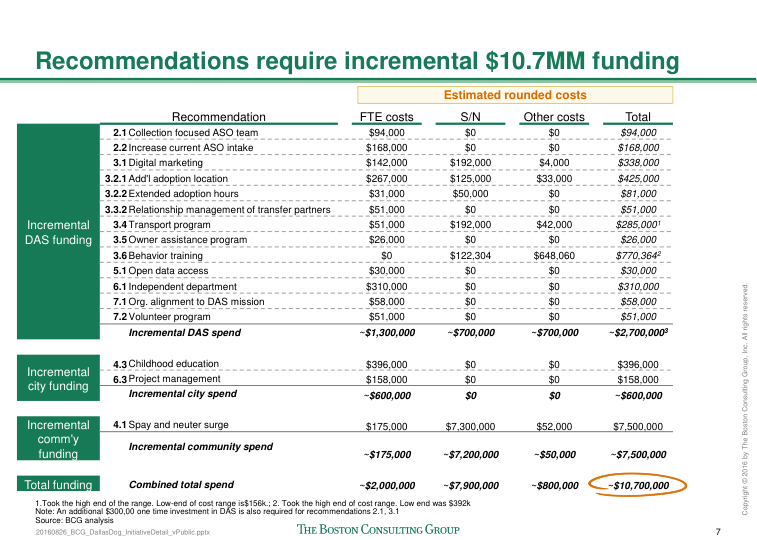 Recommendations require incremental $10.7MM funding
Estimated rounded costs
Recommendation FTE costs S/N Other costs Total
Incremental DAS funding
2.1 Collection focused ASO team $94,000 $0 $0 $94,000
2.2 Increase current ASO intake $168,000 $0 $0 $168,000
3.1 Digital marketing $142,000 $192,000 $4,000 $338,000
3.2.1 Add'l adoption location $267,000 $125,000 $33,000 $425,000
3.2.2 Extended adoption hours $31,000 $50,000 $0 $81,000
3.3.2 Relationship management of transfer partners $51,000 $0 $0 $51,000
3.4 Transport program $51,000 $192,000 $42,000 $285,000¹
3.5 Owner assistance program $26,000 $0 $0 $26,000
3.6 Behavior training $0 $122,304 $648,060 $770,364²
5.1 Open data access $30,000 $0 $0 $30,000
6.1 Independent department $310,000 $0 $0 $310,000
7.1 Org. alignment to DAS mission $58,000 $0 $0 $58,000
7.2 Volunteer program $51,000 $0 $0 $51,000
Incremental DAS spend ~$1,300,000 ~$700,000 ~$700,000 ~$2,700,000³
Incremental city funding
4.3 Childhood education $396,000 $0 $0 $396,000
6.3 Project management $158,000 $0 $0 $158,000
Incremental city spend ~$600,000 $0 $0 ~$600,000
Incremental comm'y funding
4.1 Spay and neuter surge $175,000 $7,300,000 $52,000 $7,500,000
Incremental community spend ~$175,000 ~$7,200,000 ~$50,000 ~$7,500,000
Total funding Combined total spend ~$2,000,000 ~$7,900,000 ~$800,000 ~$10,700,000
1.Took the high end of the range. Low-end of cost range is$156k.; 2. Took the high end of cost range. Low end was $392k
Note: An additional $300,00 one time investment in DAS is also required for recommendations 2.1, 3.1
Source: BCG analysis
20160826_BCG_DallasDog_InitiativeDetail_vPublic.pptx
THE BOSTON CONSULTING GROUP
7
Copyright © 2016 by The Boston Consulting Group, Inc. All rights reserved.